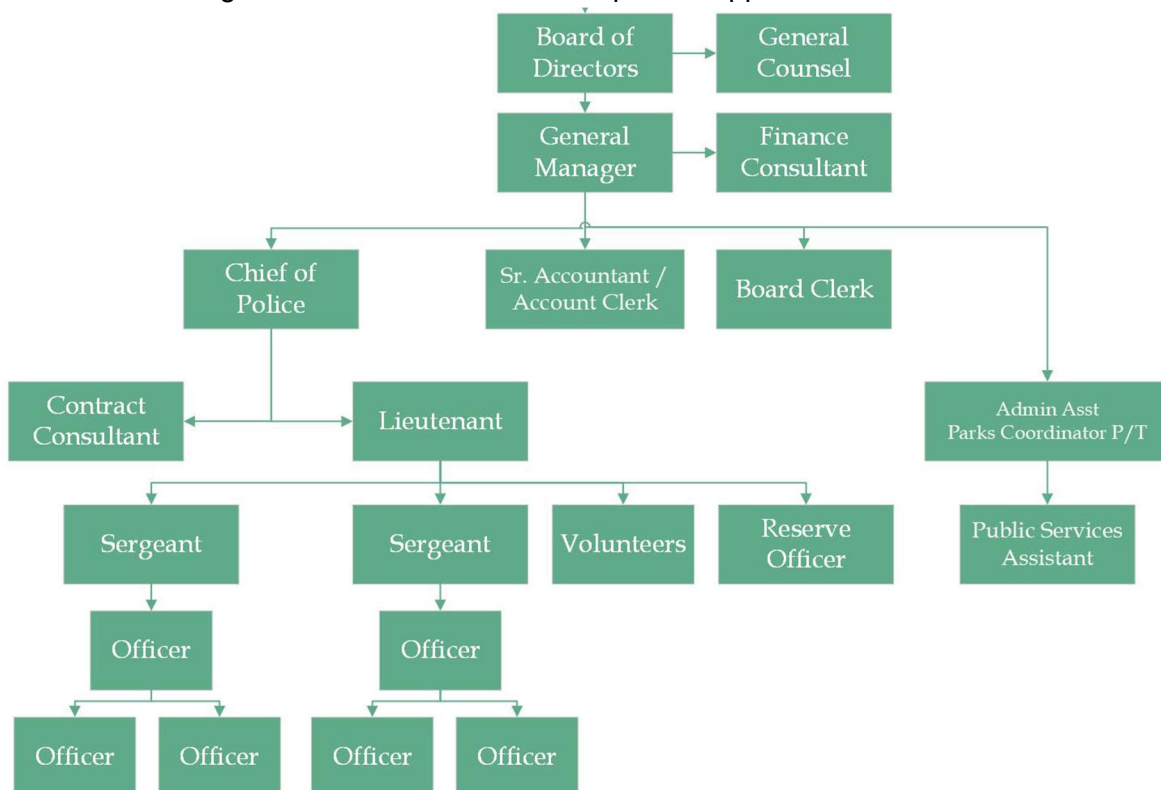 Board of
Directors
General
Counsel
General
Manager
Finance
Consultant
Chief of
Police
Sr. Accountant /
Account Clerk
Board Clerk
Contract
Consultant
Lieutenant
Admin Asst
Parks Coordinator P/T
Sergeant
Sergeant
Volunteers
Reserve
Officer
Public Services
Assistant
Officer
Officer
Officer
Officer
Officer
Officer